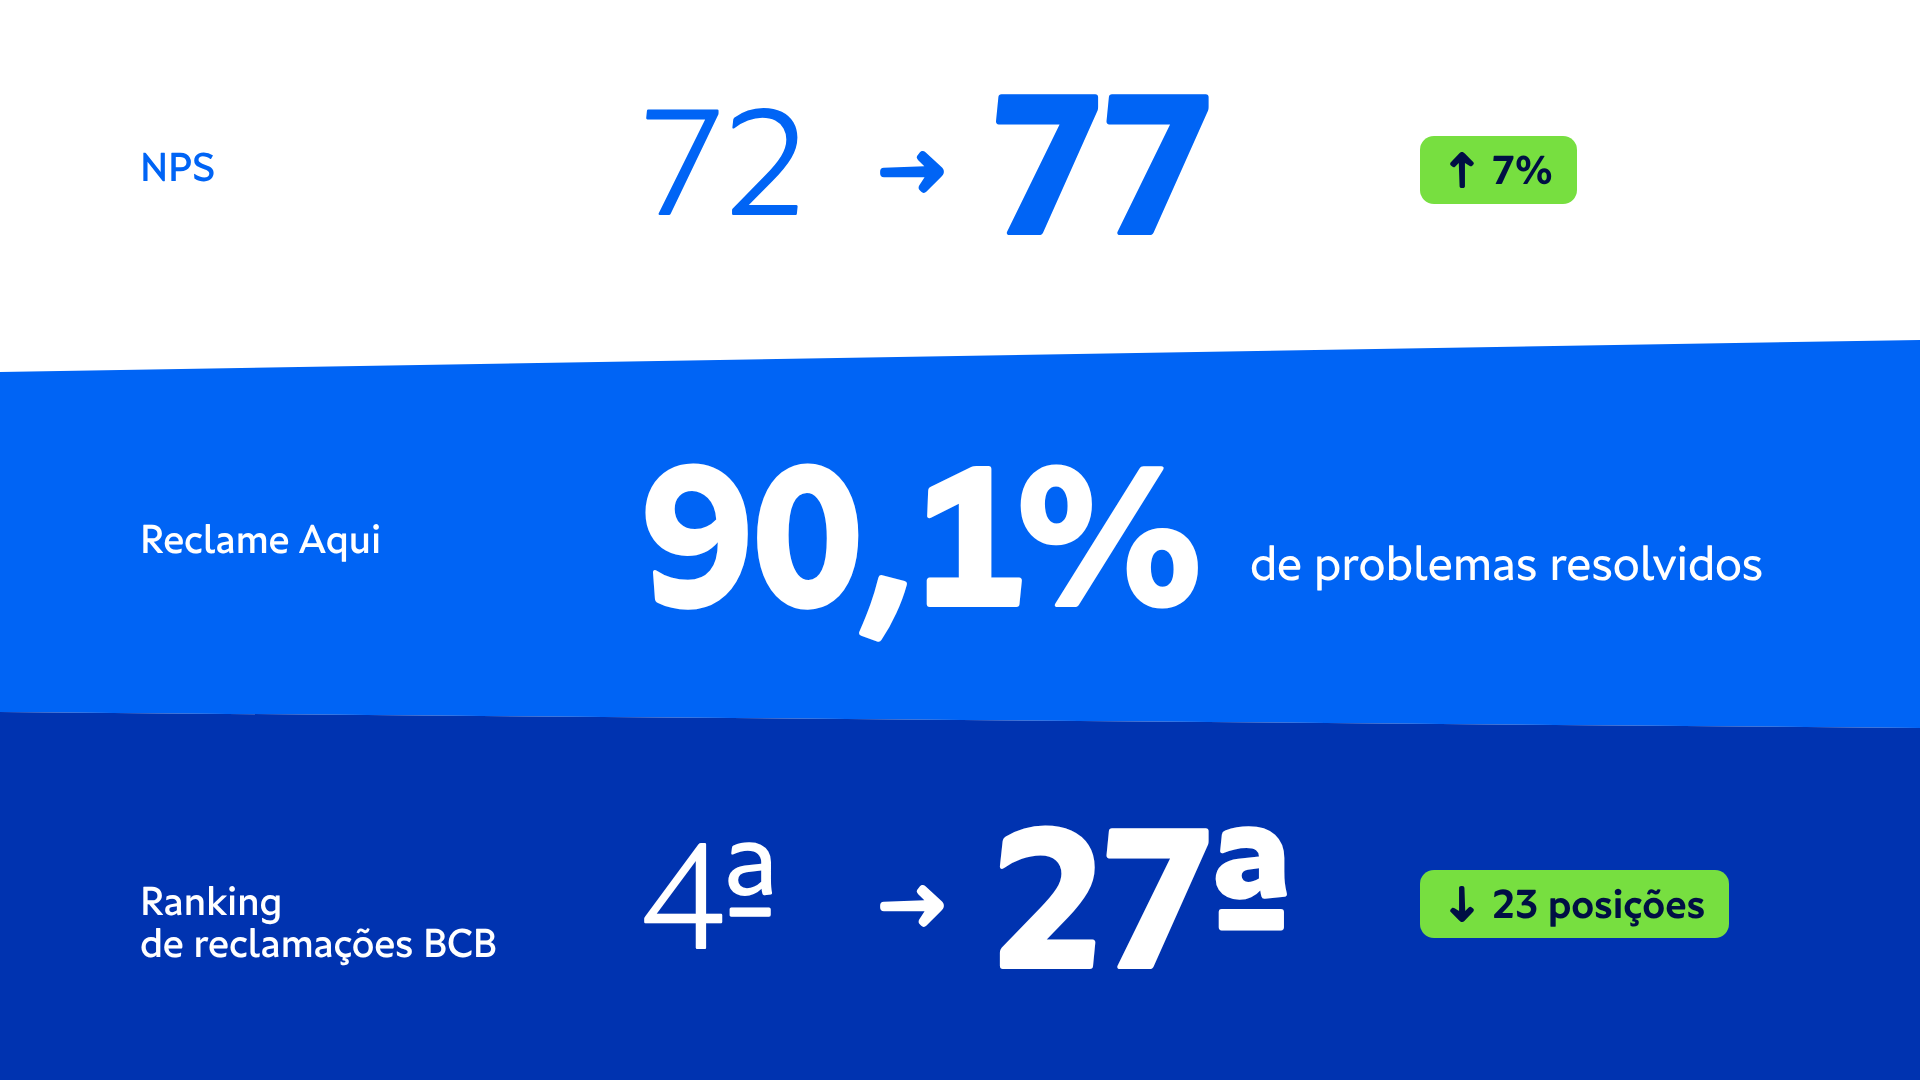 NPS
72 → 77
↑ 7%
Reclame Aqui
90,1% de problemas resolvidos
Ranking
de reclamações BCB
4ª → 27ª
↓ 23 posições